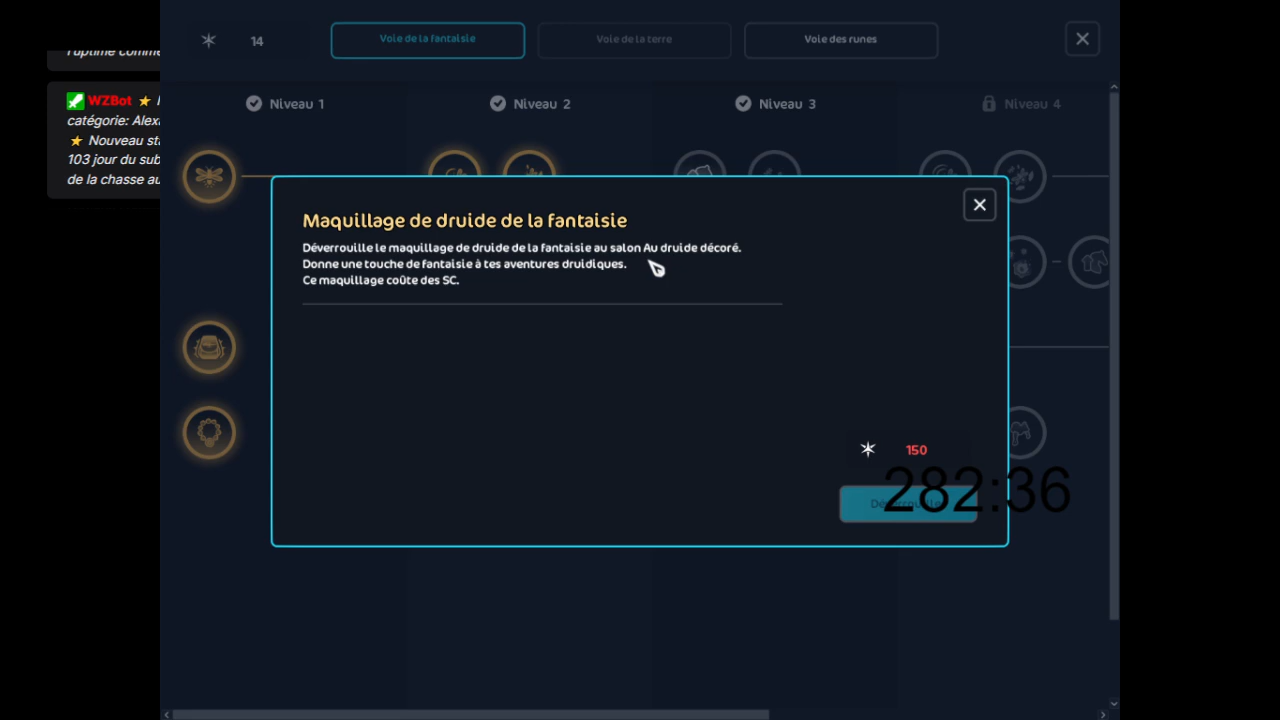 l'uptime comme
14
Voie de la fantaisie
Voie de la terre
Voie des runes
WZBot
catégorie: Alex
Nouveau st
103 jour du sub
de la chasse au
Niveau 1
Niveau 2
Niveau 3
Niveau 4
Maquillage de druide de la fantaisie
Déverrouille le maquillage de druide de la fantaisie au salon Au druide décoré.
Donne une touche de fantaisie à tes aventures druidiques.
Ce maquillage coûte des SC.
150
282:36